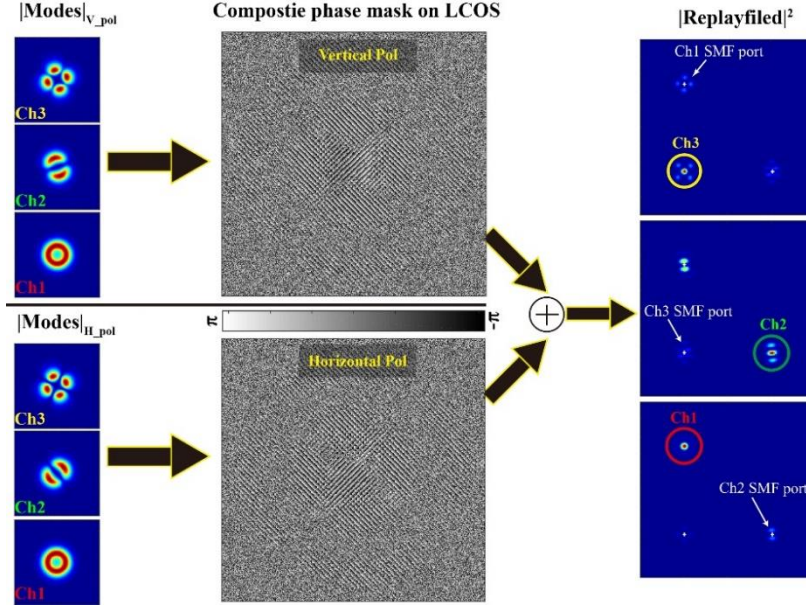 |Modes|V_pol
Compostie phase mask on LCOS
|Replayfiled|²
Vertical Pol
Ch3
Ch2
Ch1
Ch1 SMF port
Ch3
|Modes|H_pol
π
-π
Horizontal Pol
Ch3
Ch2
Ch1
Ch3 SMF port
Ch2
Ch1
Ch2 SMF port